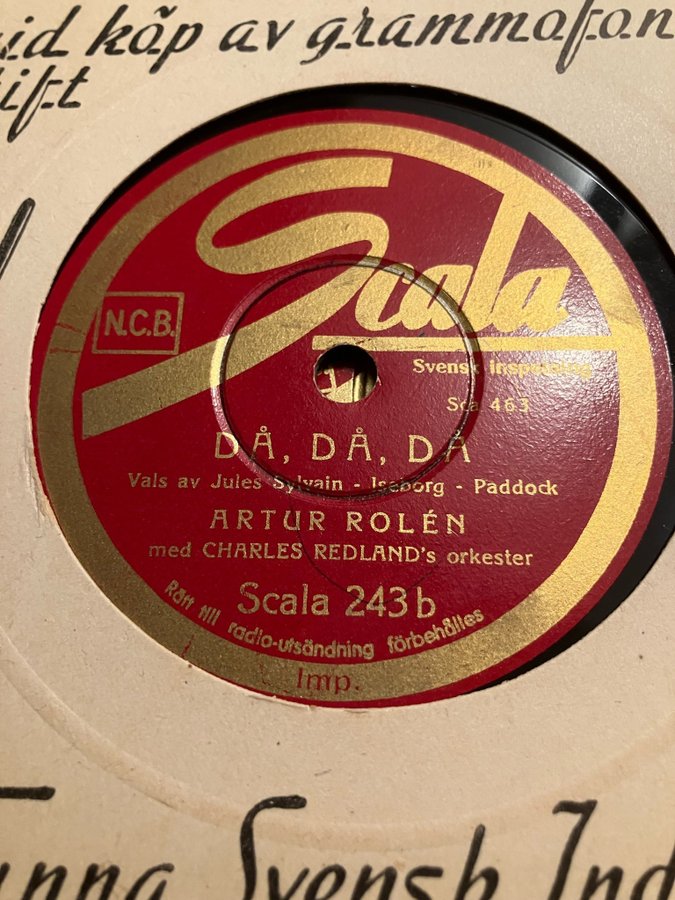 vid köp av grammofon
ift
Scala
N.C.B.
Svensk inspelning
Sca 463
DÅ, DÅ, DÅ
Vals av Jules Sylvain - Iseborg - Paddock
ARTUR ROLÉN
med CHARLES REDLAND's orkester
Scala 243 b
Rätt till radio-utsändning förbehålles
Imp.
Svensk Ind